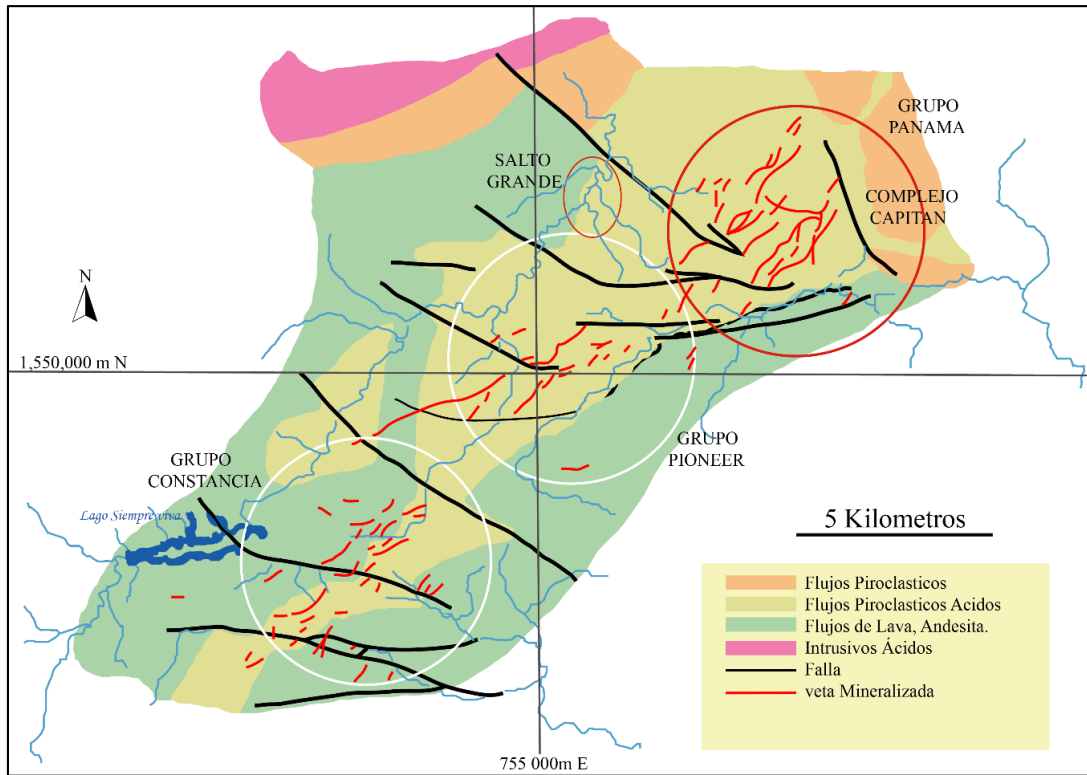 GRUPO
PANAMA
SALTO
GRANDE
COMPLEJO
CAPITAN
N
1,550,000 m N
GRUPO
PIONEER
GRUPO
CONSTANCIA
Lago Siempre viva
5 Kilometros
Flujos Piroclasticos
Flujos Piroclasticos Acidos
Flujos de Lava, Andesita.
Intrusivos Ácidos
Falla
veta Mineralizada
755 000m E